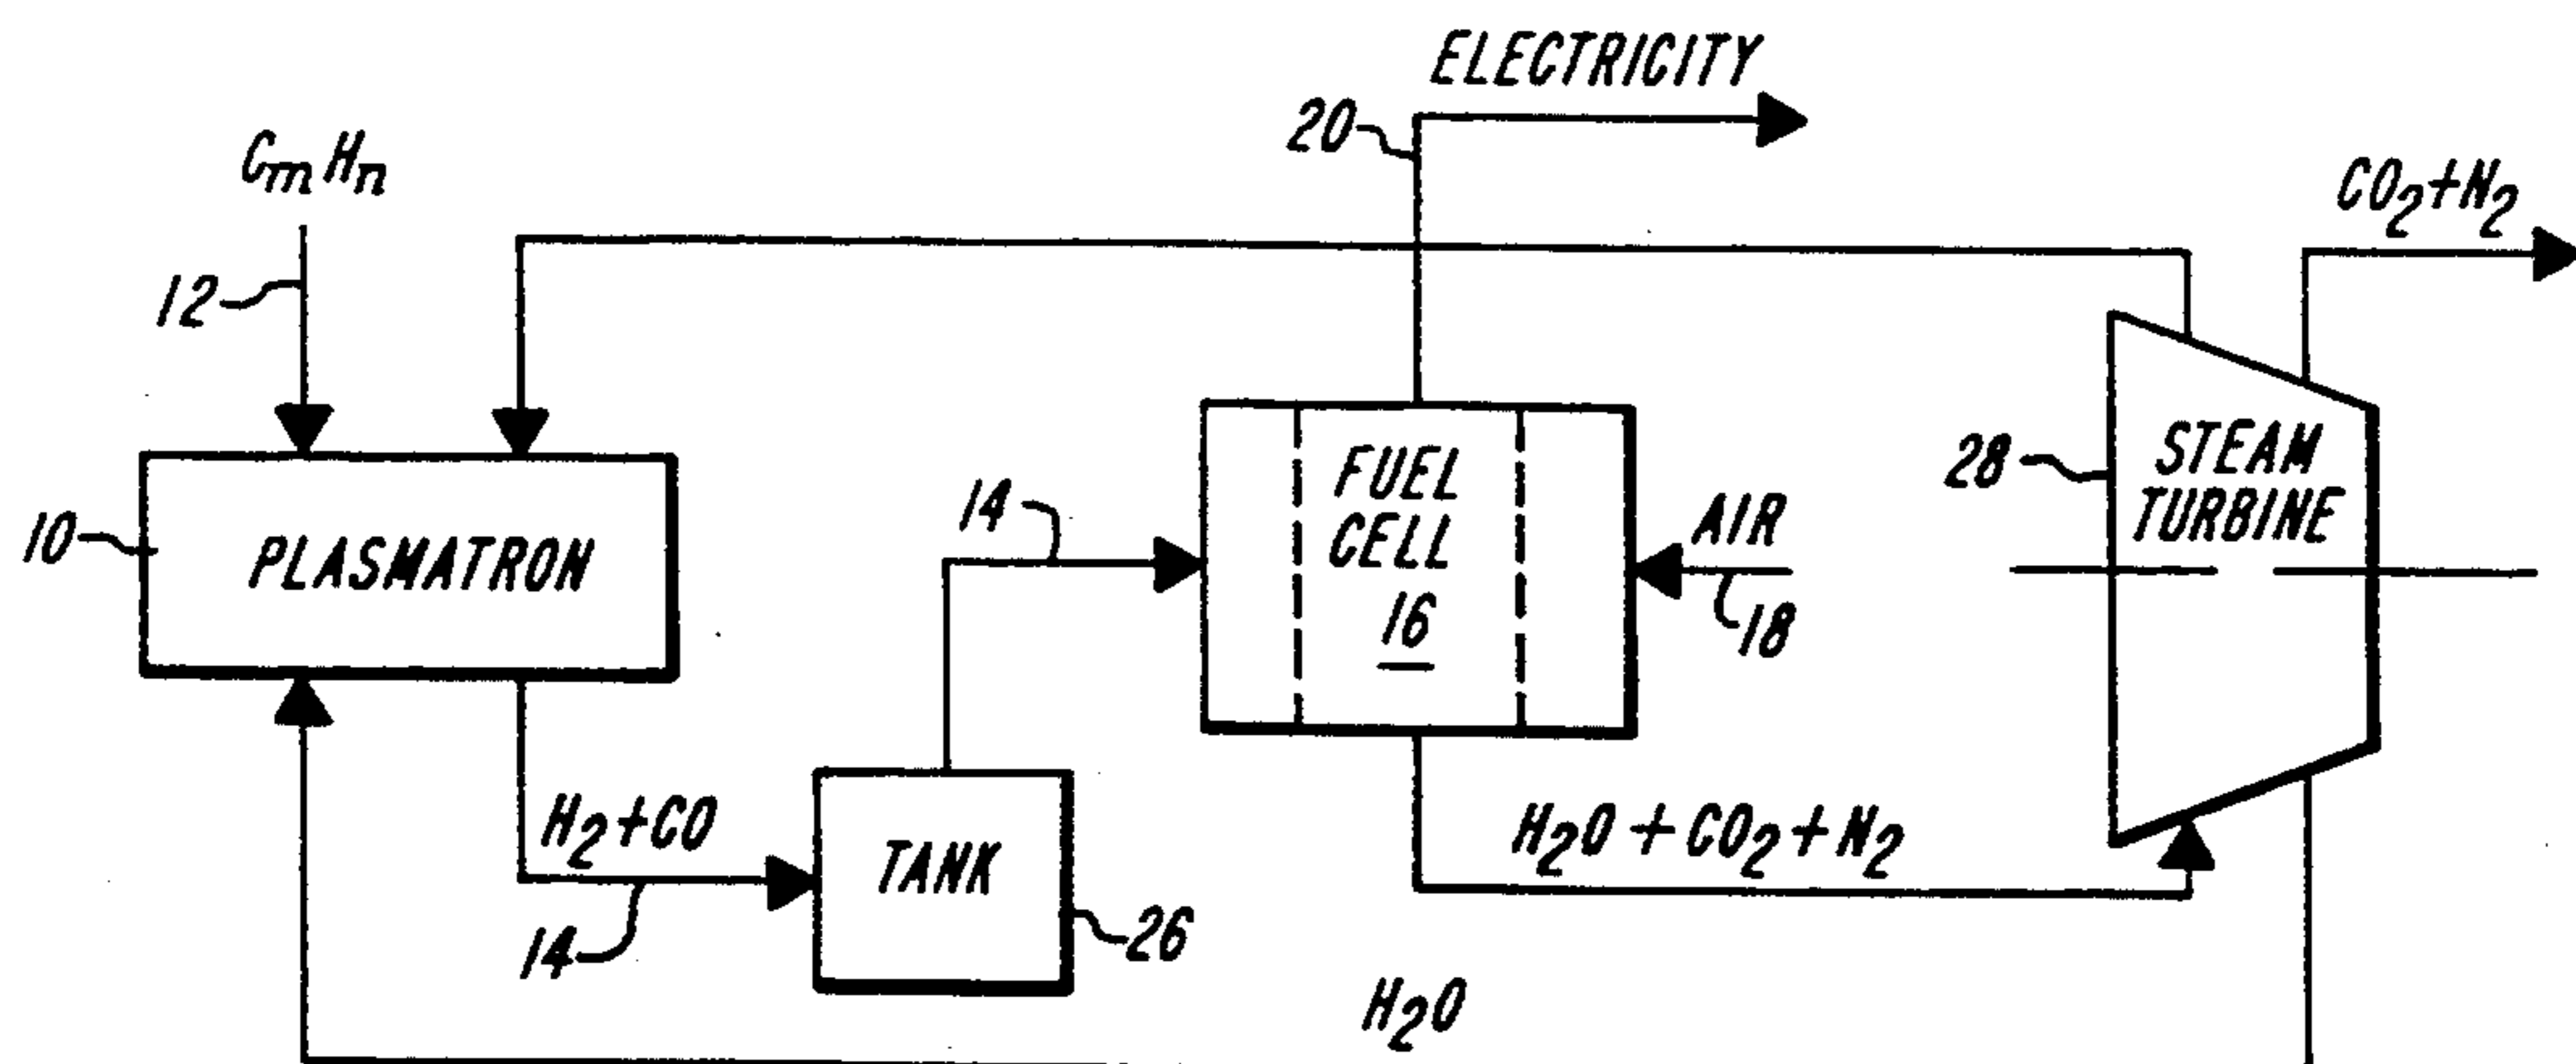 ELECTRICITY
20
CₘHₙ
CO₂+N₂
12
FUEL
CELL
16
STEAM
TURBINE
28
14
AIR
18
10
PLASMATRON
H₂+CO
14
TANK
26
H₂O + CO₂ + N₂
H₂O